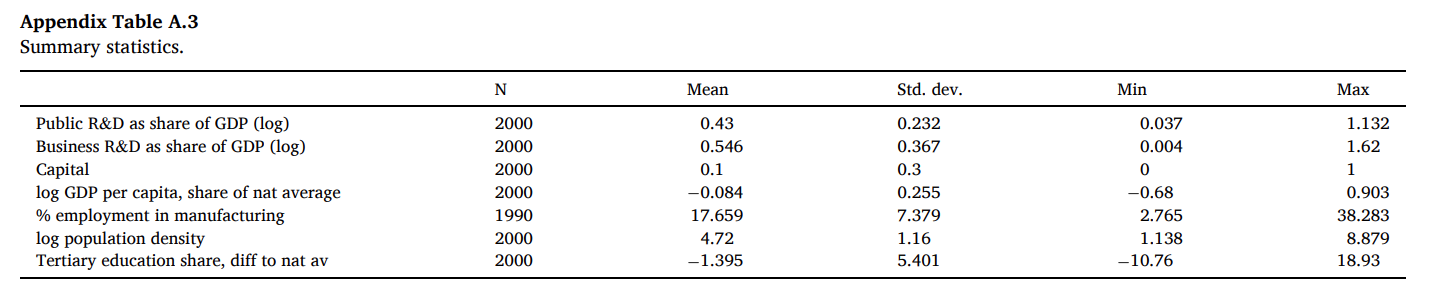 Appendix Table A.3
Summary statistics.
N Mean Std. dev. Min Max
Public R&D as share of GDP (log) 2000 0.43 0.232 0.037 1.132
Business R&D as share of GDP (log) 2000 0.546 0.367 0.004 1.62
Capital 2000 0.1 0.3 0 1
log GDP per capita, share of nat average 2000 −0.084 0.255 −0.68 0.903
% employment in manufacturing 1990 17.659 7.379 2.765 38.283
log population density 2000 4.72 1.16 1.138 8.879
Tertiary education share, diff to nat av 2000 −1.395 5.401 −10.76 18.93